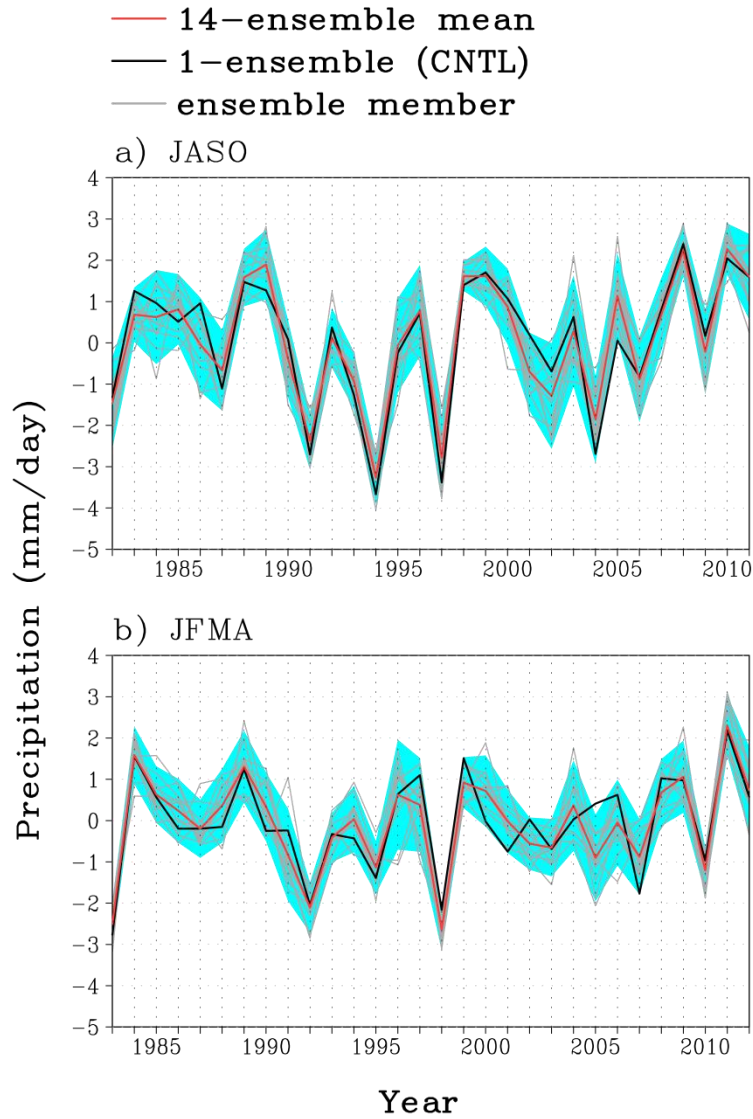 14−ensemble mean
1−ensemble (CNTL)
ensemble member
a) JASO
4
3
2
1
0
−1
−2
−3
−4
−5
1985 1990 1995 2000 2005 2010
Precipitation (mm/day)
b) JFMA
4
3
2
1
0
−1
−2
−3
−4
−5
1985 1990 1995 2000 2005 2010
Year